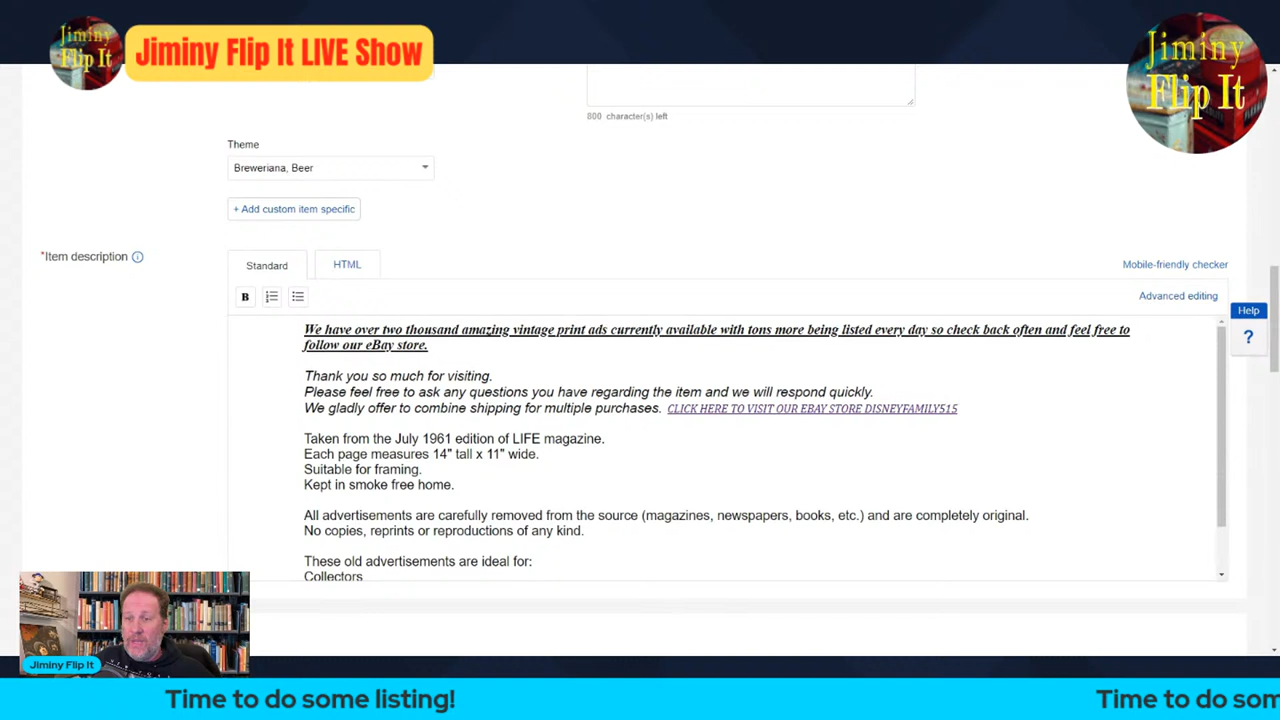 Jiminy
Flip It
Jiminy Flip It LIVE Show
Jiminy
Flip It
800 character(s) left
Theme
Breweriana, Beer
+ Add custom item specific
*Item description
Standard
HTML
Mobile-friendly checker
B
Advanced editing
Help
?
We have over two thousand amazing vintage print ads currently available with tons more being listed every day so check back often and feel free to
follow our eBay store.
Thank you so much for visiting.
Please feel free to ask any questions you have regarding the item and we will respond quickly.
We gladly offer to combine shipping for multiple purchases. CLICK HERE TO VISIT OUR EBAY STORE DISNEYFAMILY515
Taken from the July 1961 edition of LIFE magazine.
Each page measures 14" tall x 11" wide.
Suitable for framing.
Kept in smoke free home.
All advertisements are carefully removed from the source (magazines, newspapers, books, etc.) and are completely original.
No copies, reprints or reproductions of any kind.
These old advertisements are ideal for:
Collectors
Jiminy Flip It
Time to do some listing!
Time to do som